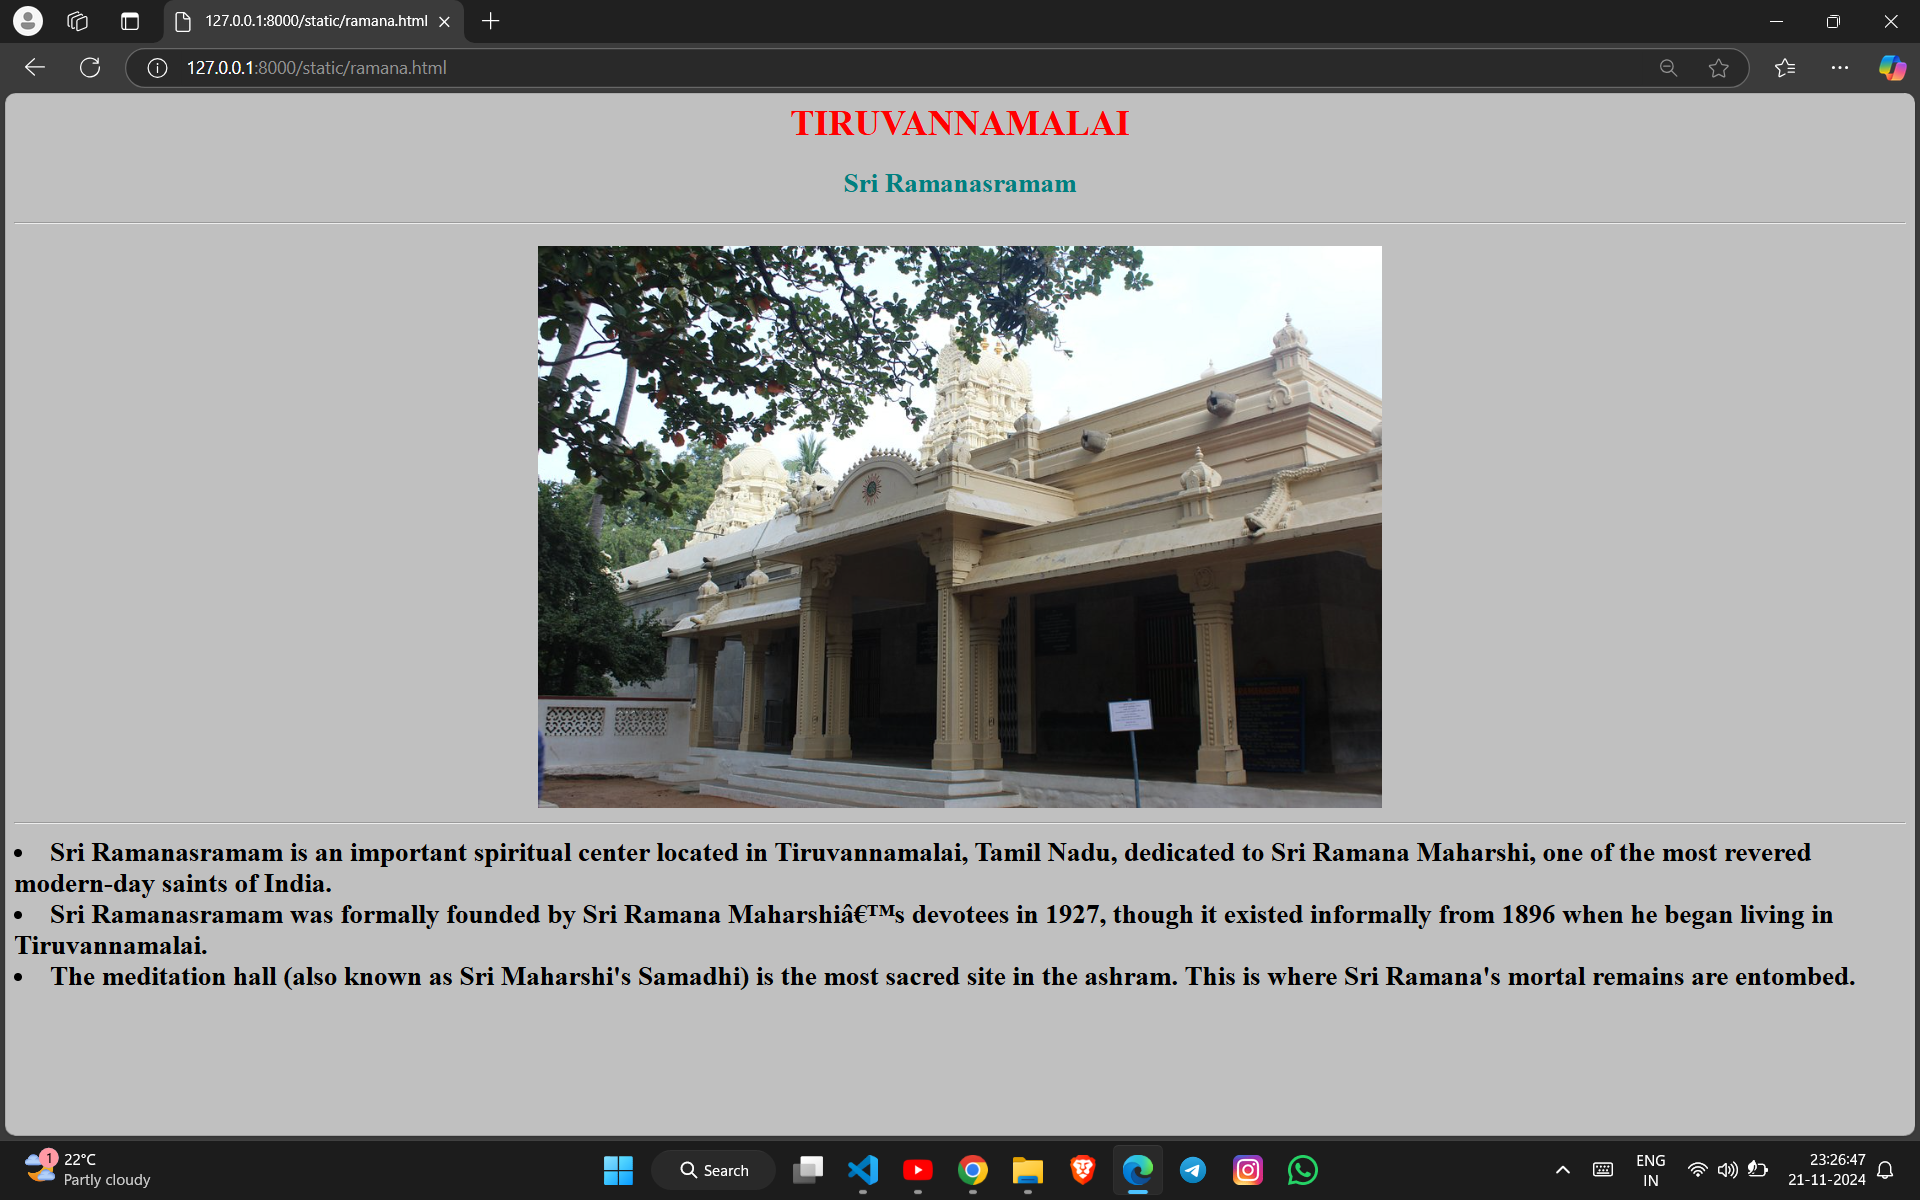 127.0.0.1:8000/static/ramana.html
127.0.0.1:8000/static/ramana.html
TIRUVANNAMALAI
Sri Ramanasramam
• Sri Ramanasramam is an important spiritual center located in Tiruvannamalai, Tamil Nadu, dedicated to Sri Ramana Maharshi, one of the most revered
modern-day saints of India.
• Sri Ramanasramam was formally founded by Sri Ramana Maharshiâ€™s devotees in 1927, though it existed informally from 1896 when he began living in
Tiruvannamalai.
• The meditation hall (also known as Sri Maharshi's Samadhi) is the most sacred site in the ashram. This is where Sri Ramana's mortal remains are entombed.
1
22°C
Partly cloudy
Search
ENG
IN
23:26:47
21-11-2024